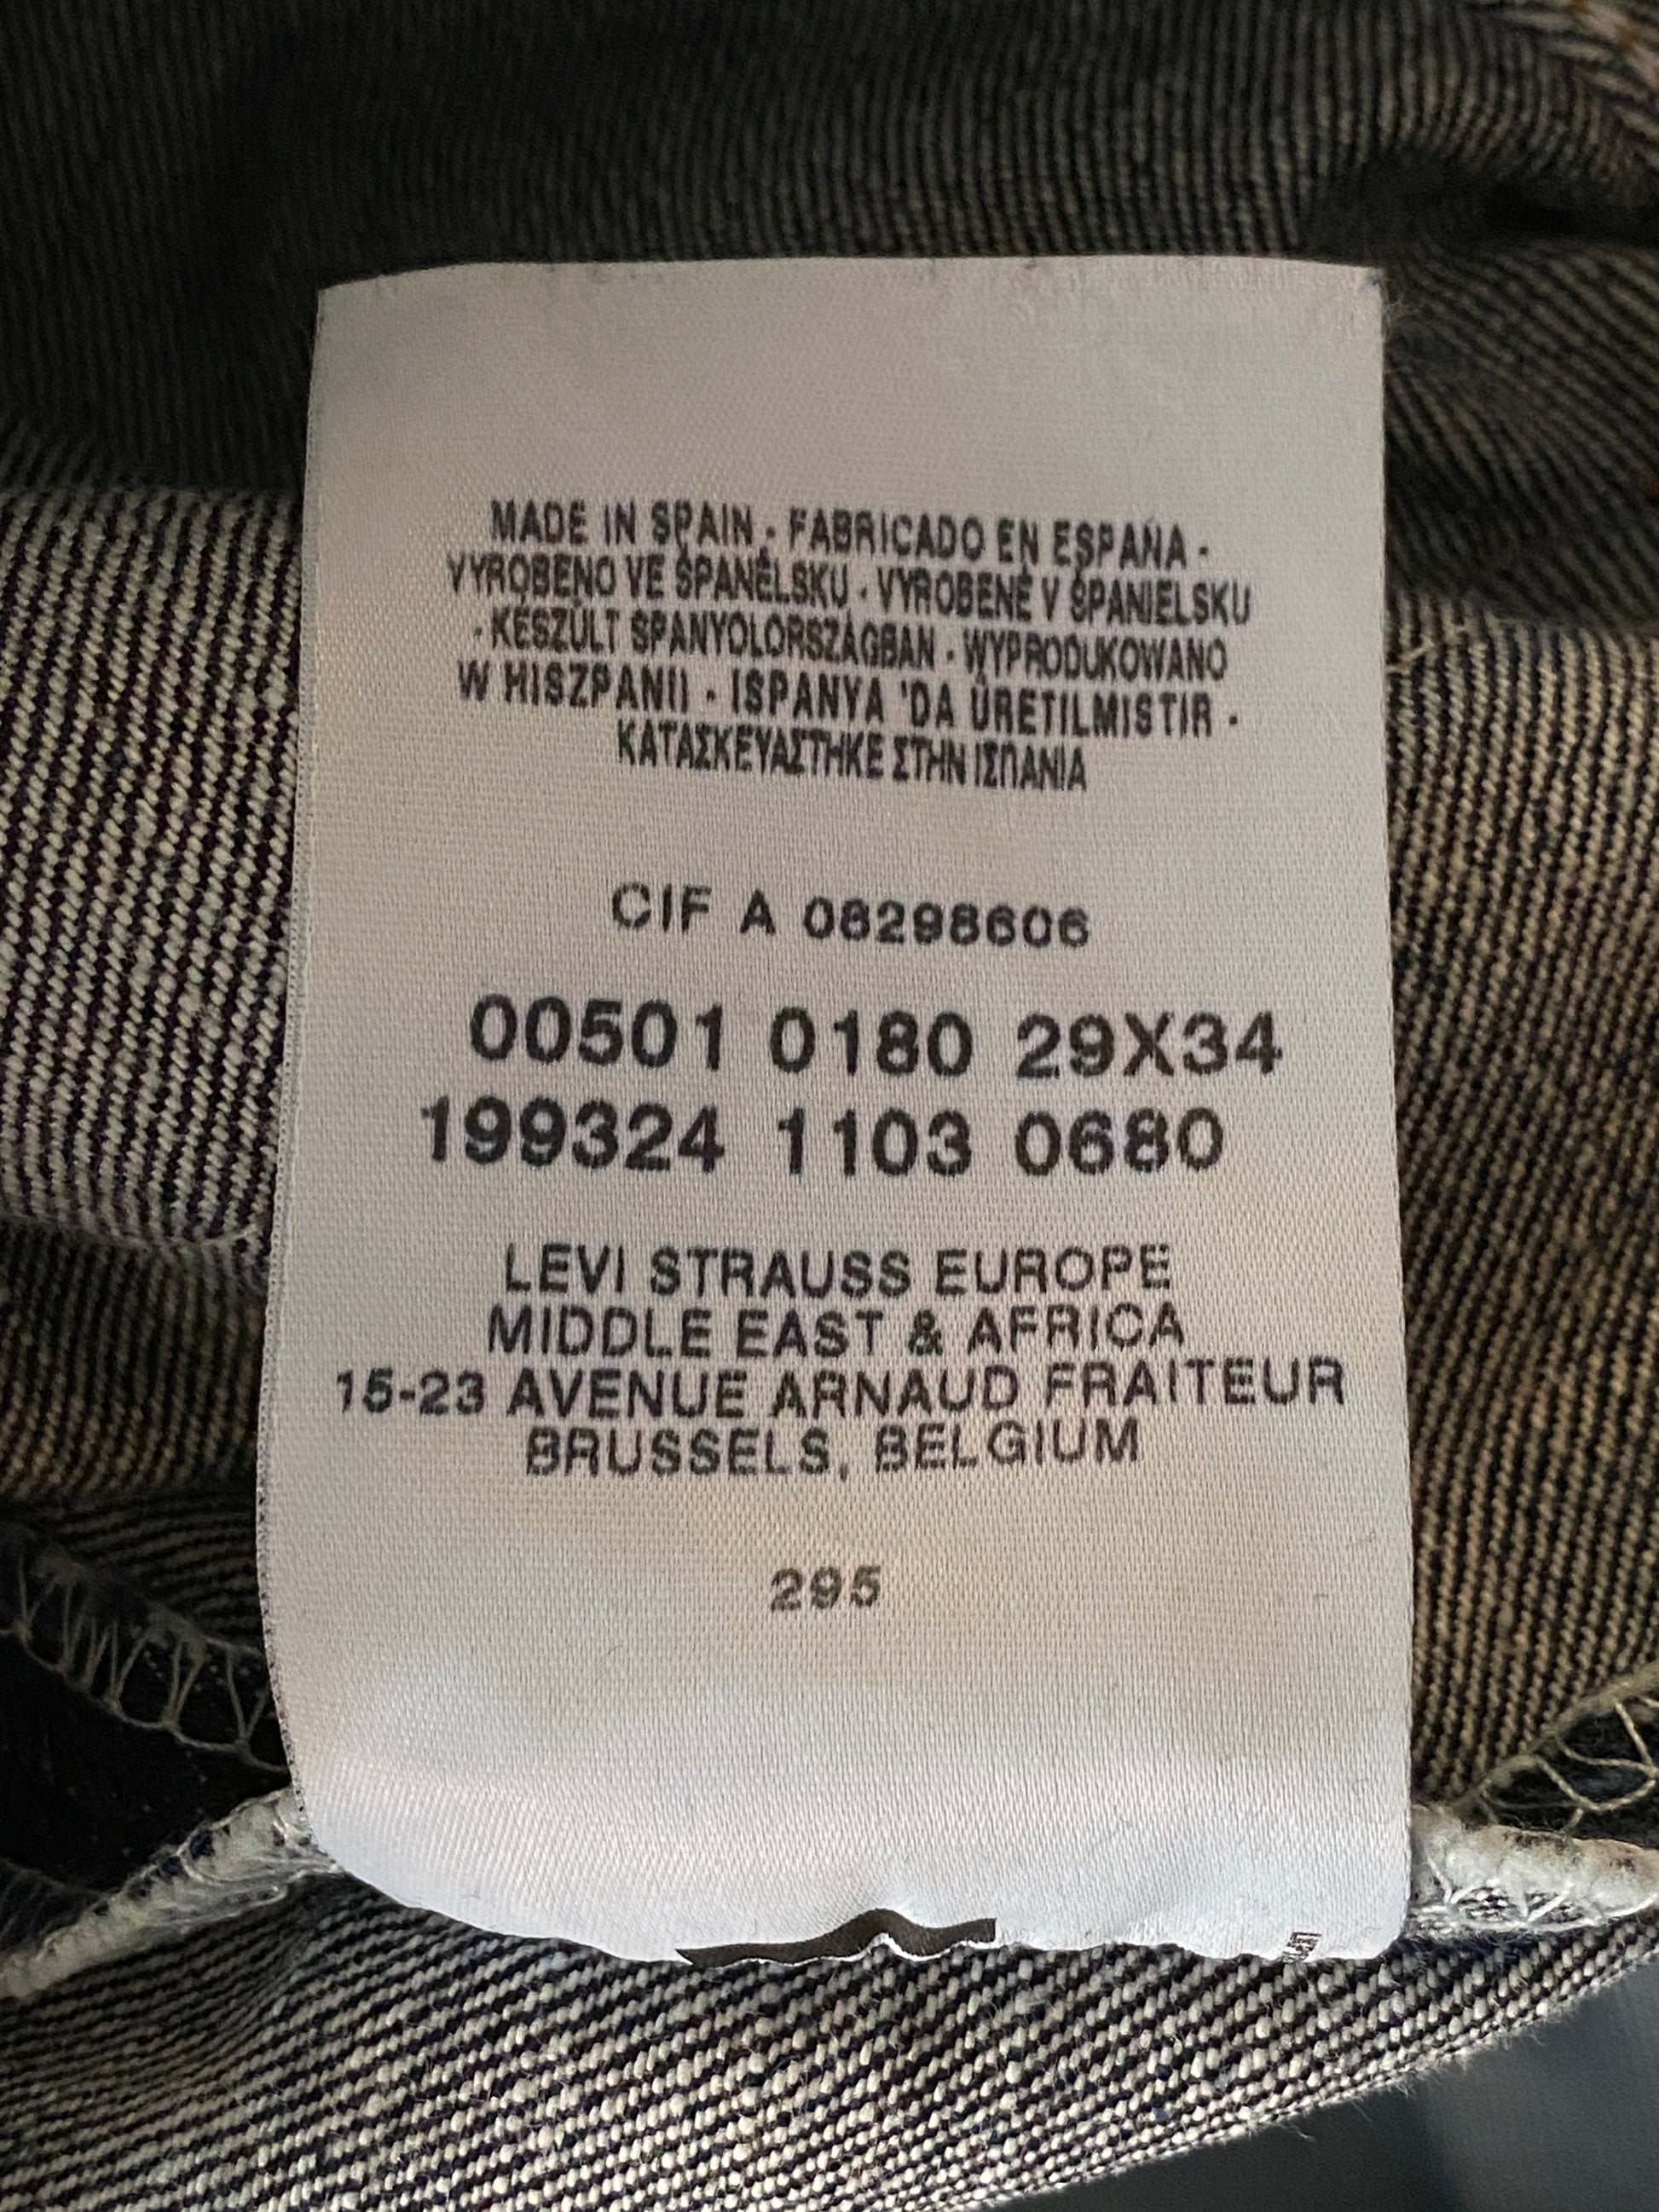 MADE IN SPAIN - FABRICADO EN ESPAÑA -
VYROBENO VE ŠPANĚLSKU - VYROBENÉ V ŠPANIELSKU
- KÉSZÜLT SPANYOLORSZÁGBAN - WYPRODUKOWANO
W HISZPANII - ISPANYA 'DA ÜRETILMISTIR -
ΚΑΤΑΣΚΕΥΑΣΤΗΚΕ ΣΤΗΝ ΙΣΠΑΝΙΑ
CIF A 08298606
00501 0180 29X34
199324 1103 0680
LEVI STRAUSS EUROPE
MIDDLE EAST & AFRICA
15-23 AVENUE ARNAUD FRAITEUR
BRUSSELS, BELGIUM
295